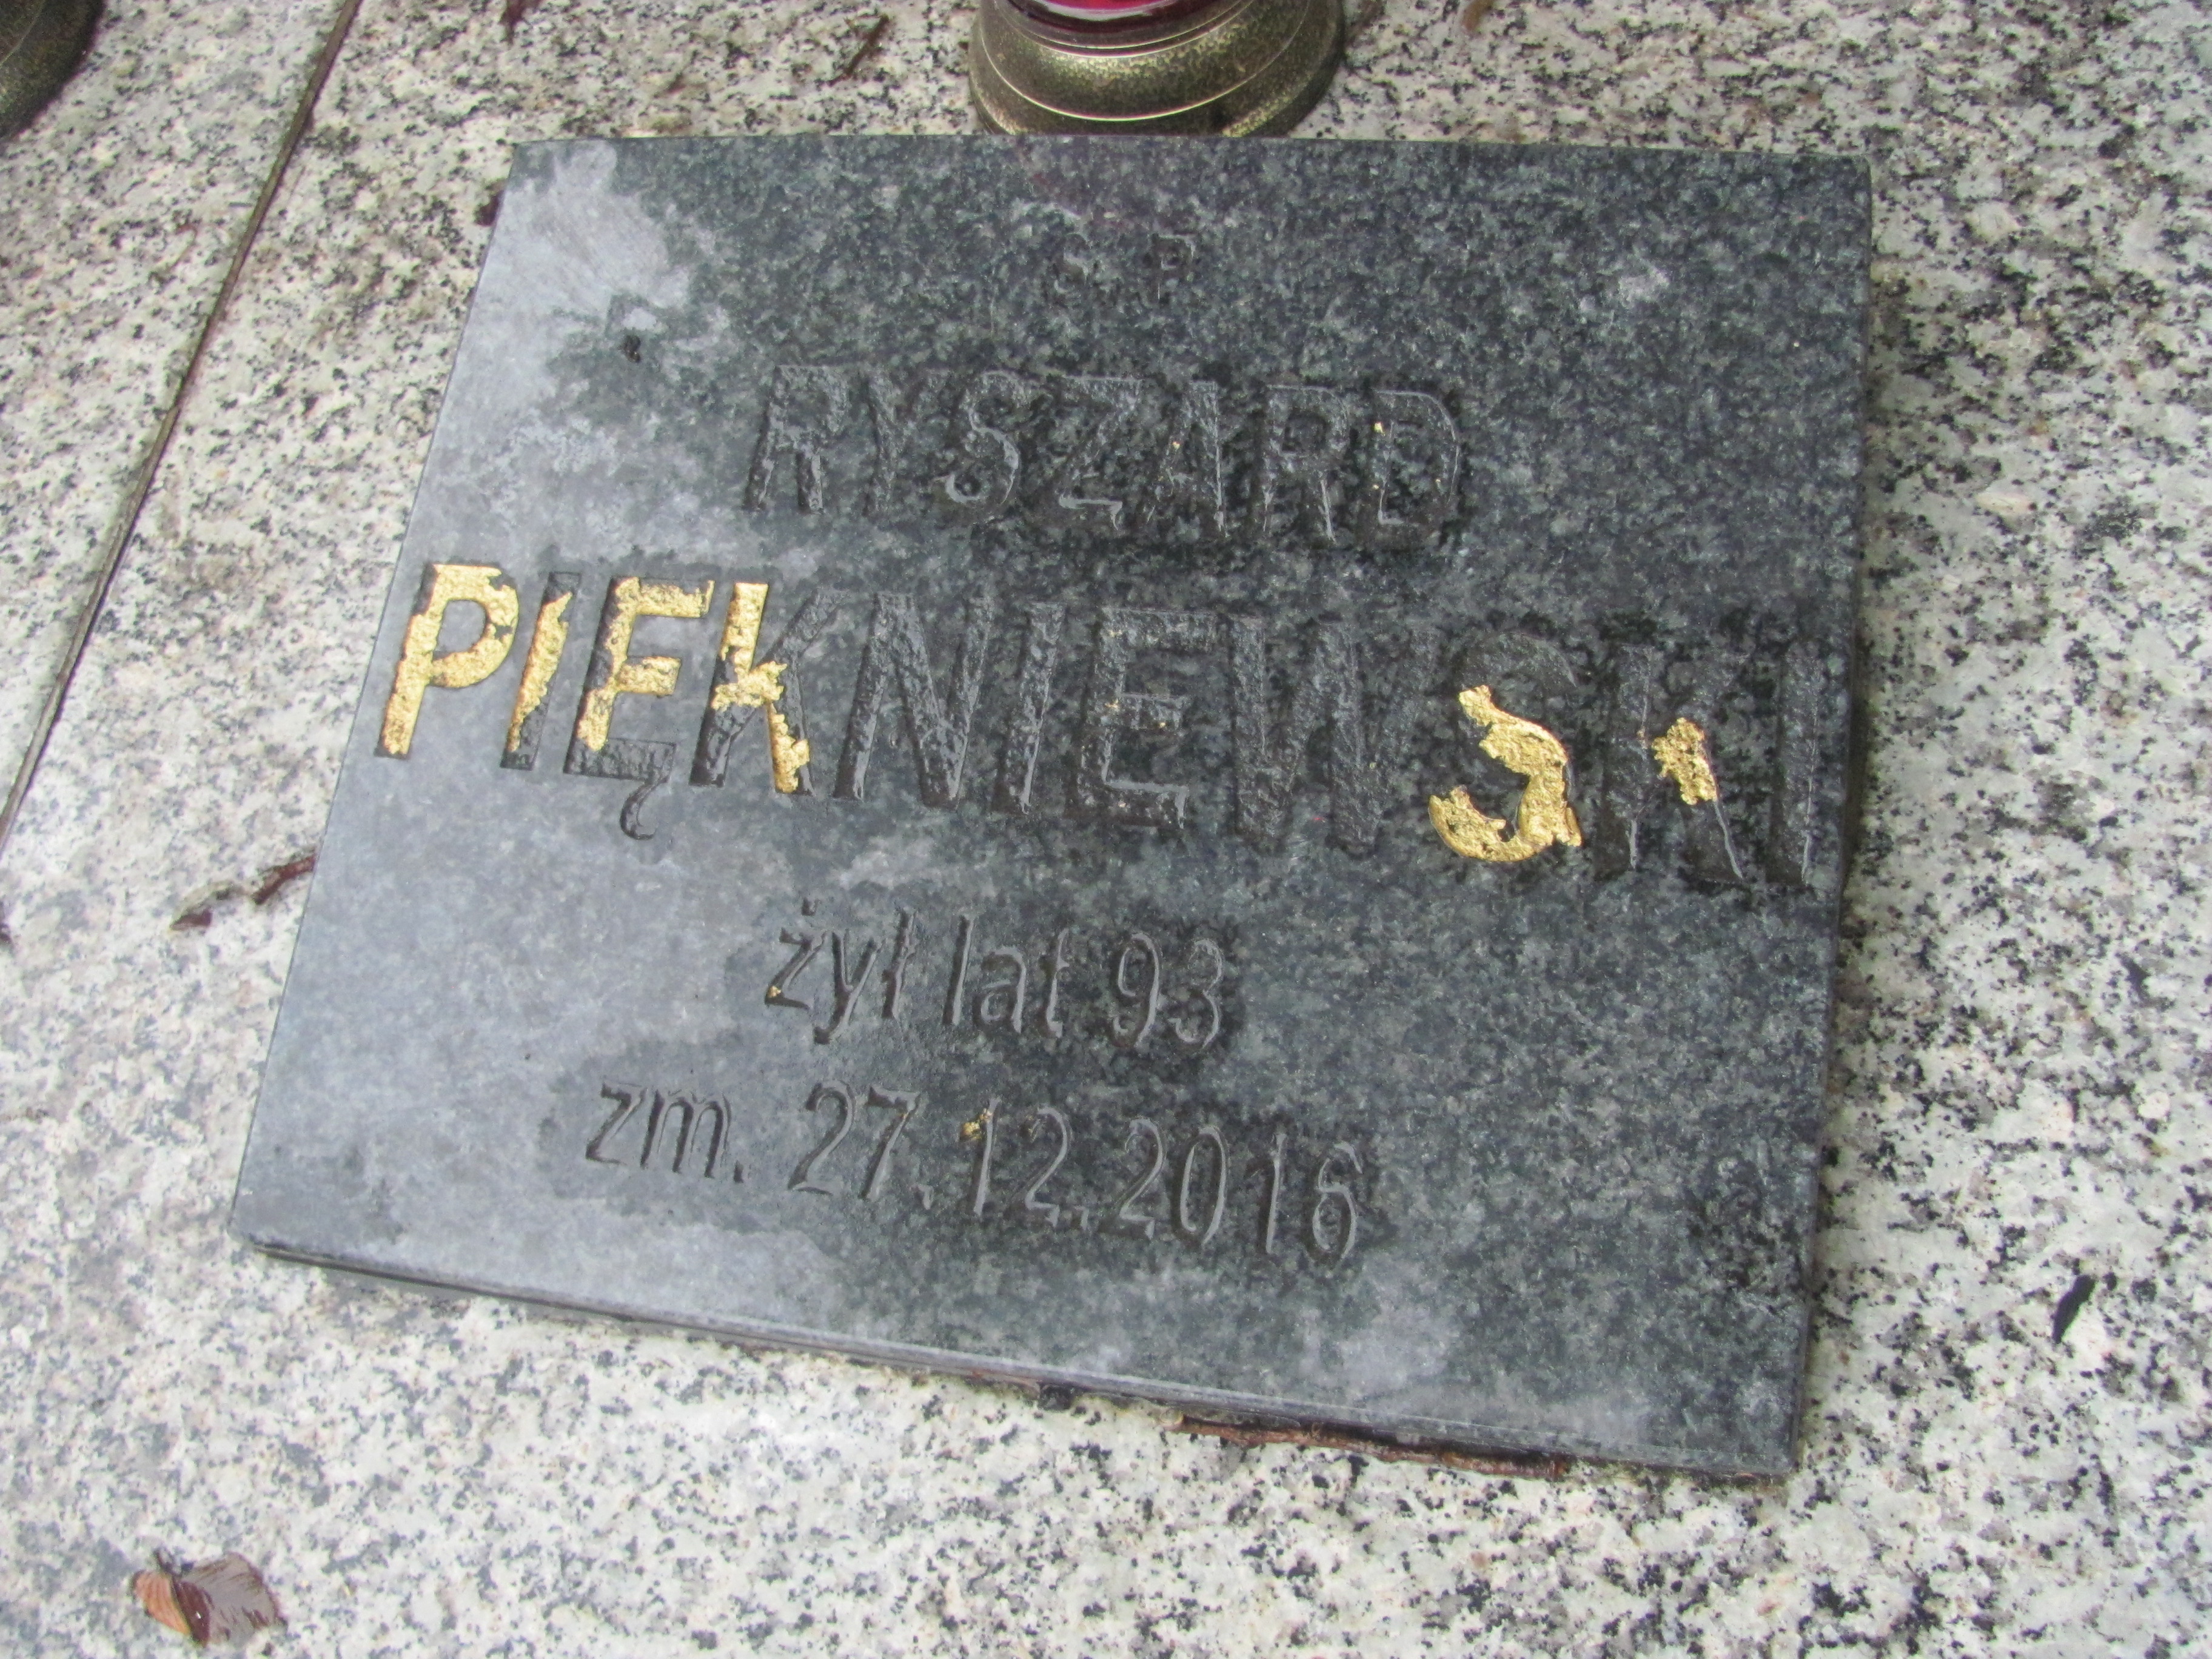 Ś. P.
RYSZARD
PIĘKNIEWSKI
żył lat 93
zm. 27.12.2016